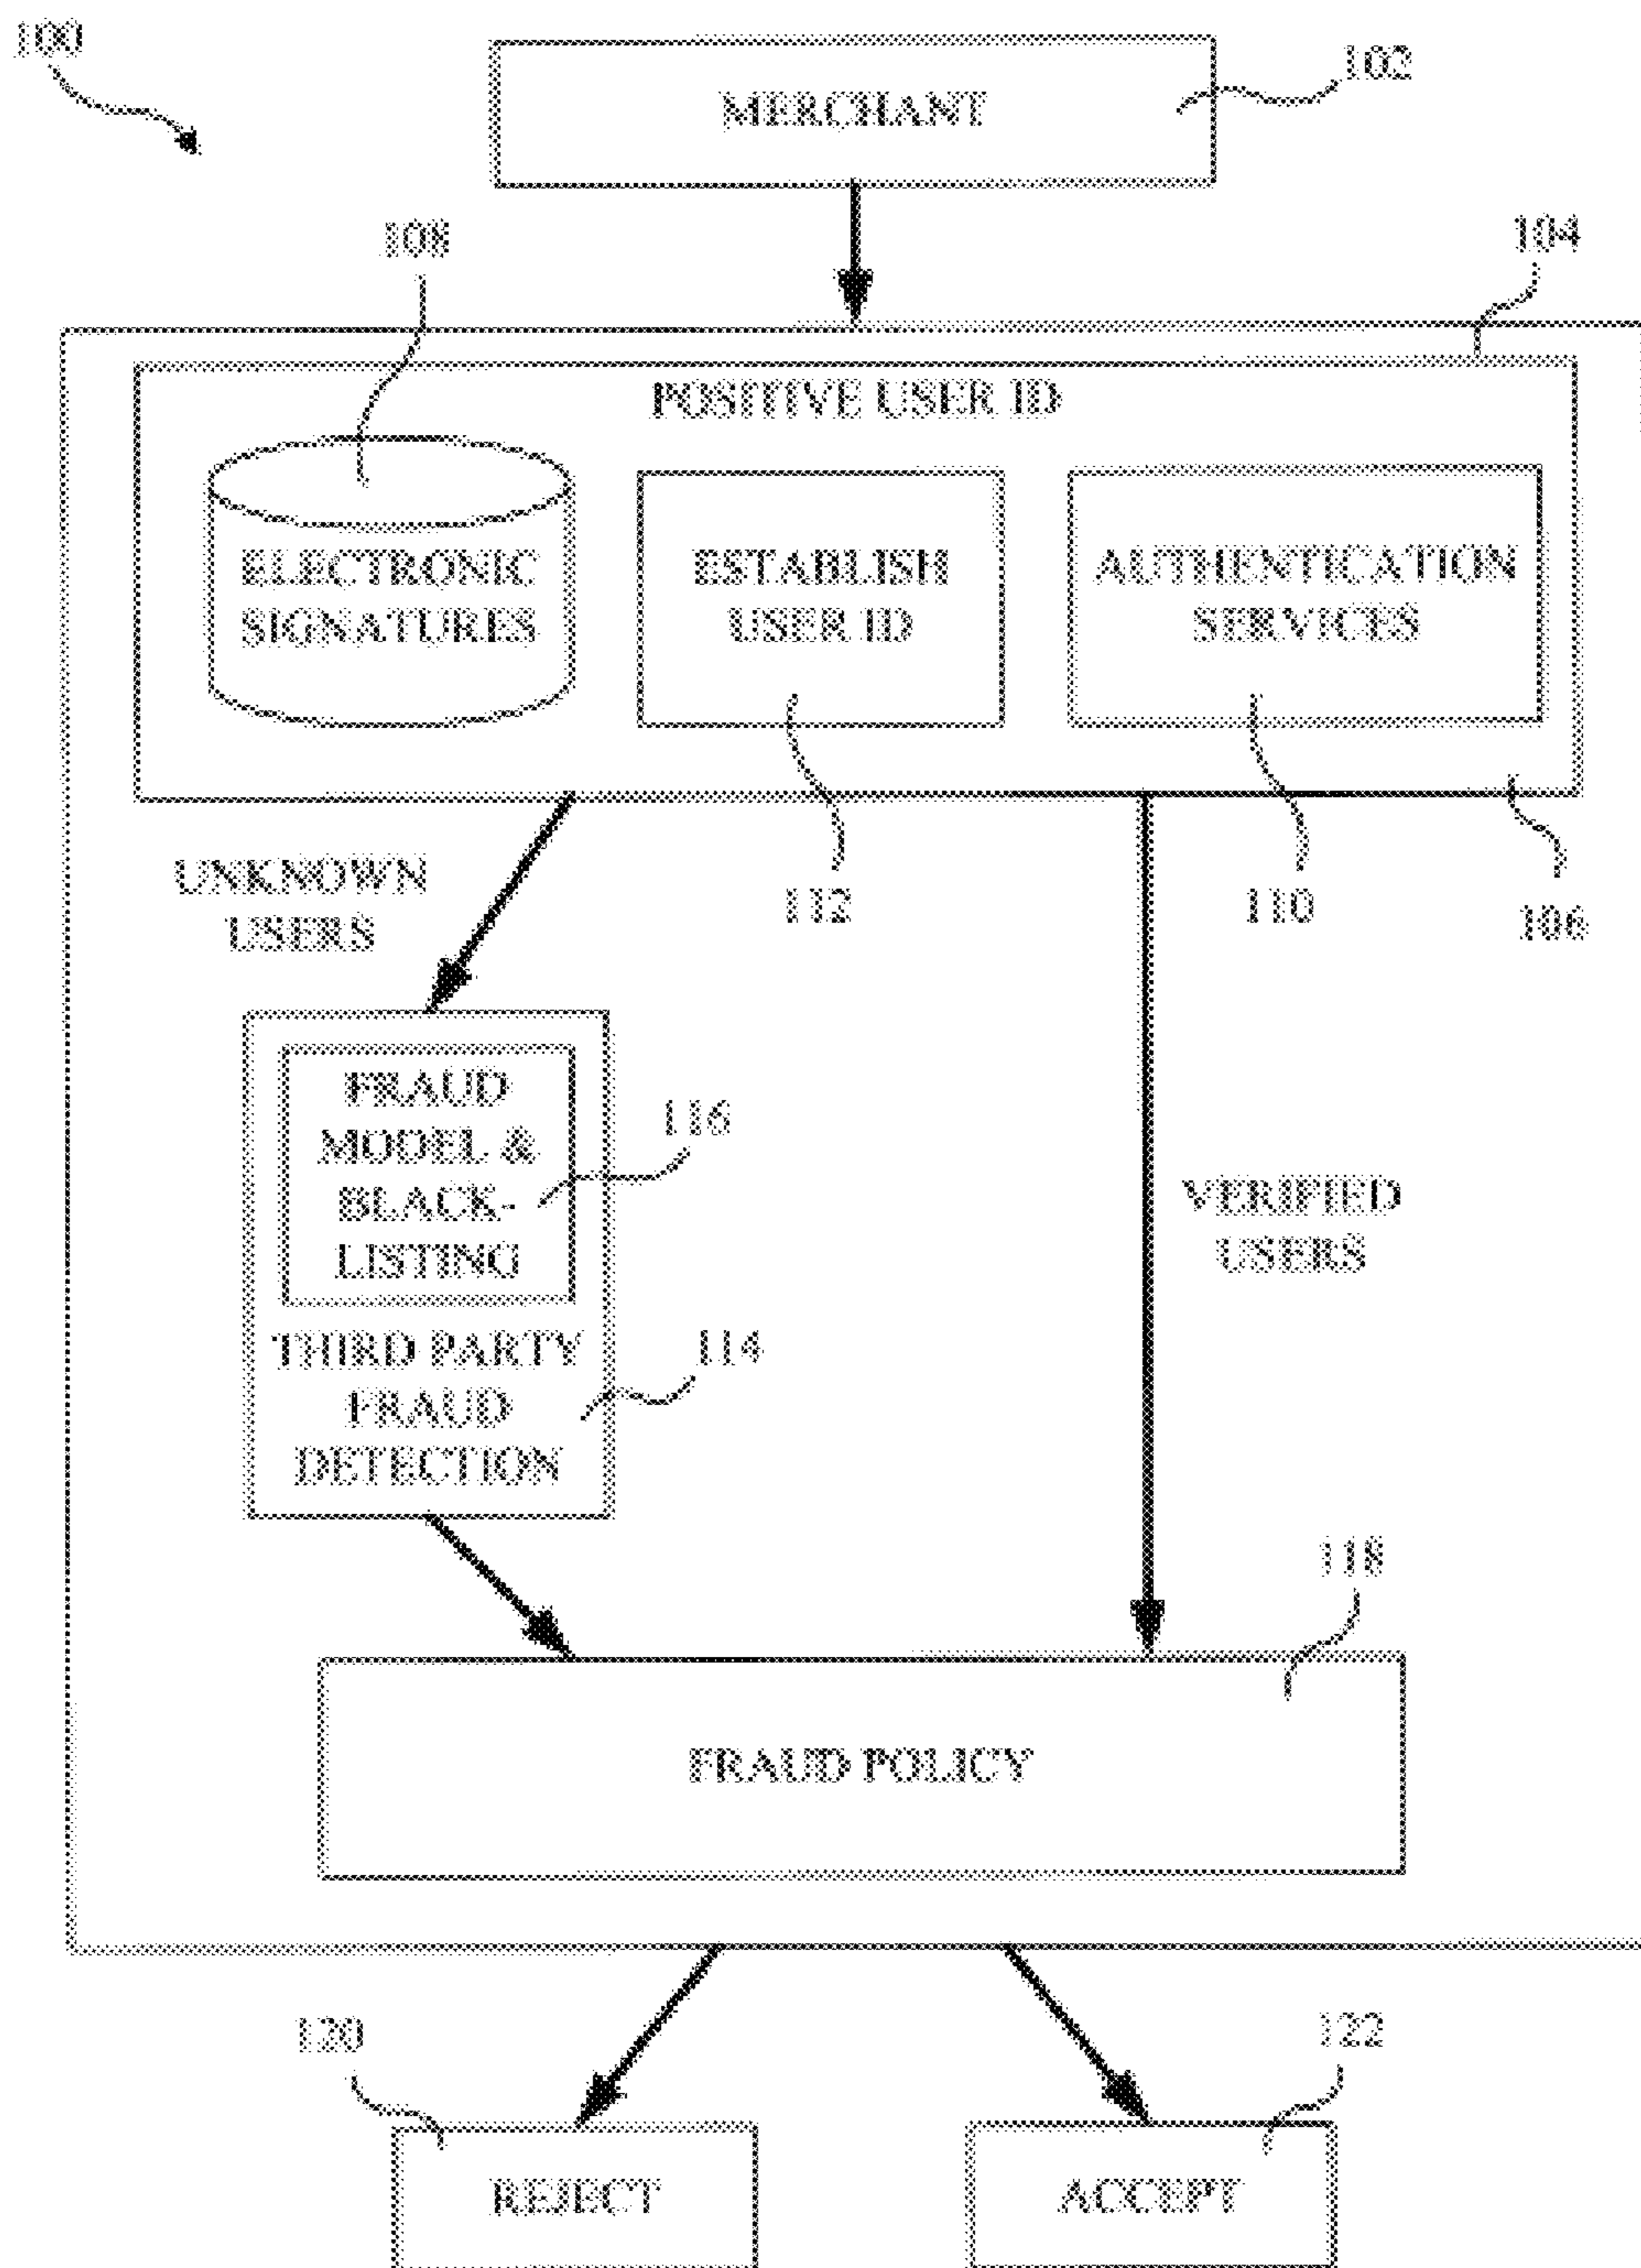 100
102
MERCHANT
108
104
POSITIVE USER ID
ELECTRONIC
SIGNATURES
ESTABLISH
USER ID
AUTHENTICATION
SERVICES
UNKNOWN
USERS
112
110
106
FRAUD
MODEL &
BLACK-
LISTING
116
THIRD PARTY
FRAUD
DETECTION
114
VERIFIED
USERS
118
FRAUD POLICY
120
122
REJECT
ACCEPT